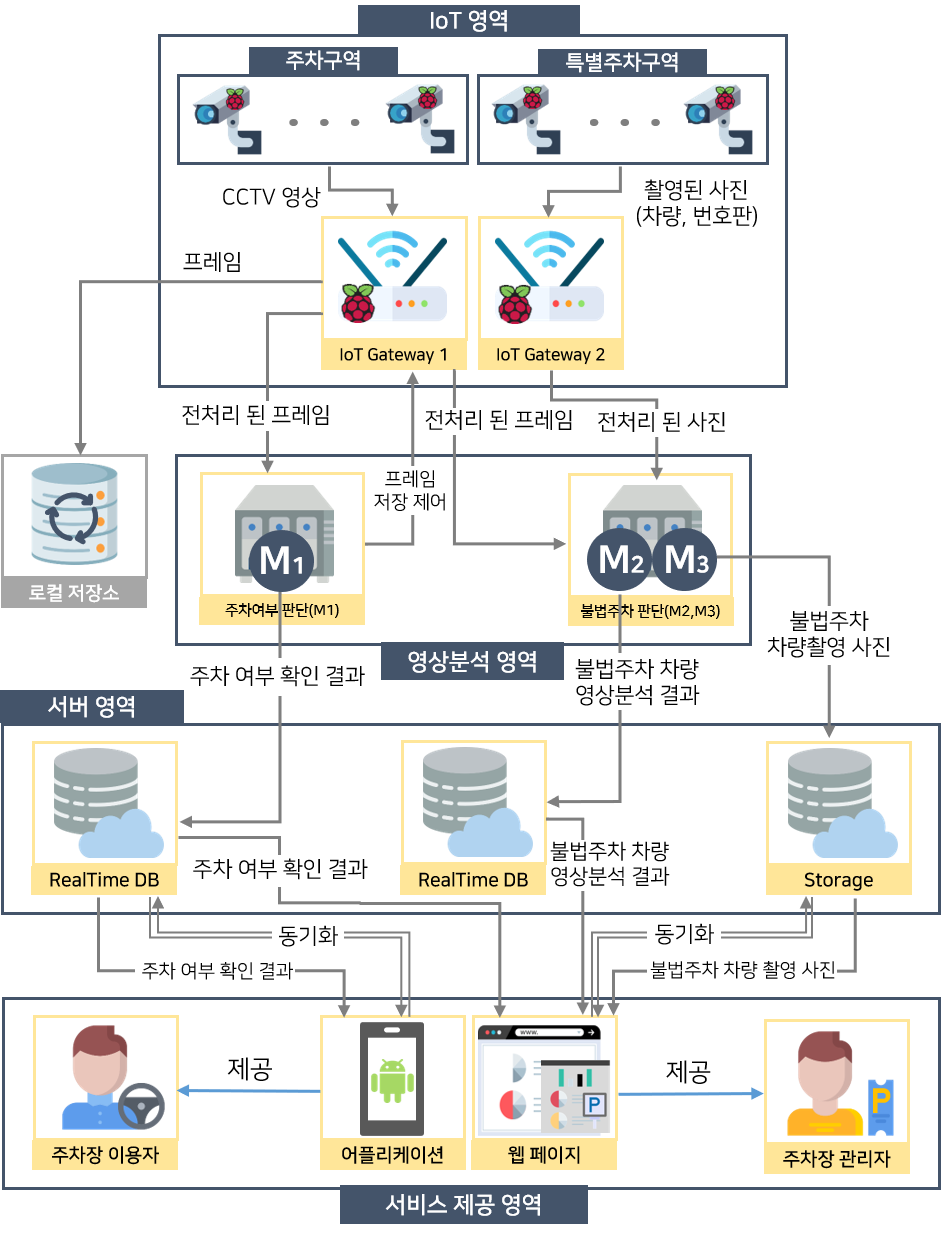 IoT 영역
주차구역
특별주차구역
CCTV 영상
촬영된 사진
(차량, 번호판)
프레임
IoT Gateway 1
IoT Gateway 2
전처리 된 프레임
전처리 된 프레임
전처리 된 사진
프레임
저장 제어
M1
M2
M3
로컬 저장소
주차여부 판단(M1)
불법주차 판단(M2,M3)
불법주차
차량촬영 사진
영상분석 영역
주차 여부 확인 결과
불법주차 차량
영상분석 결과
서버 영역
RealTime DB
RealTime DB
Storage
주차 여부 확인 결과
불법주차 차량
영상분석 결과
동기화
동기화
주차 여부 확인 결과
불법주차 차량 촬영 사진
WWW.
P
P
제공
제공
주차장 이용자
어플리케이션
웹 페이지
주차장 관리자
서비스 제공 영역